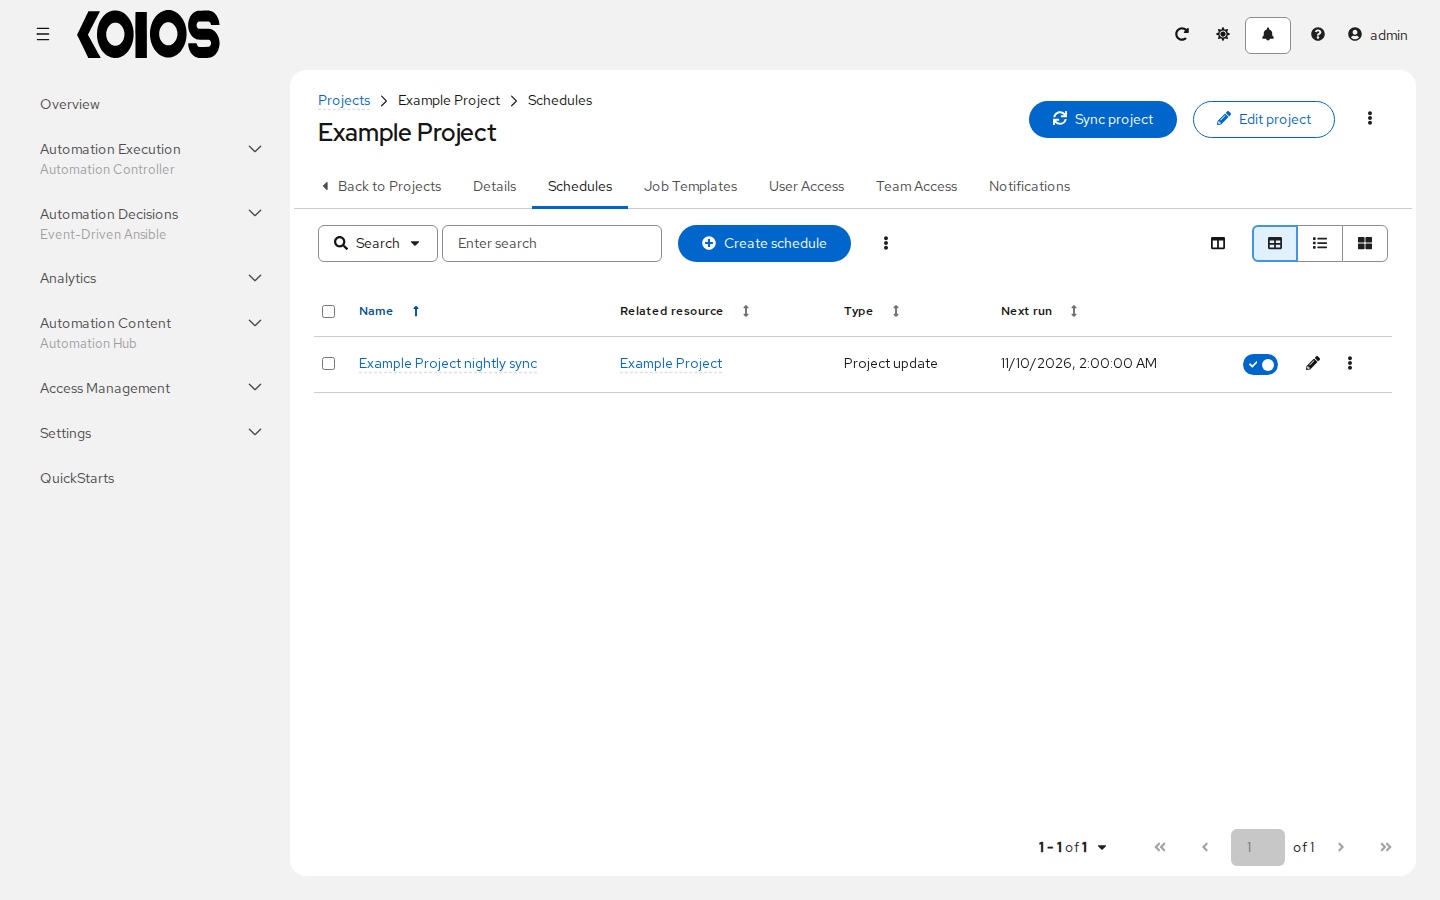 KOIOS
admin
Overview
Automation Execution
Automation Controller
Automation Decisions
Event-Driven Ansible
Analytics
Automation Content
Automation Hub
Access Management
Settings
QuickStarts
Projects > Example Project > Schedules
Example Project
Sync project
Edit project
Back to Projects Details Schedules Job Templates User Access Team Access Notifications
Search Enter search Create schedule
Name Related resource Type Next run
Example Project nightly sync Example Project Project update 11/10/2026, 2:00:00 AM
1 - 1 of 1 1 of 1